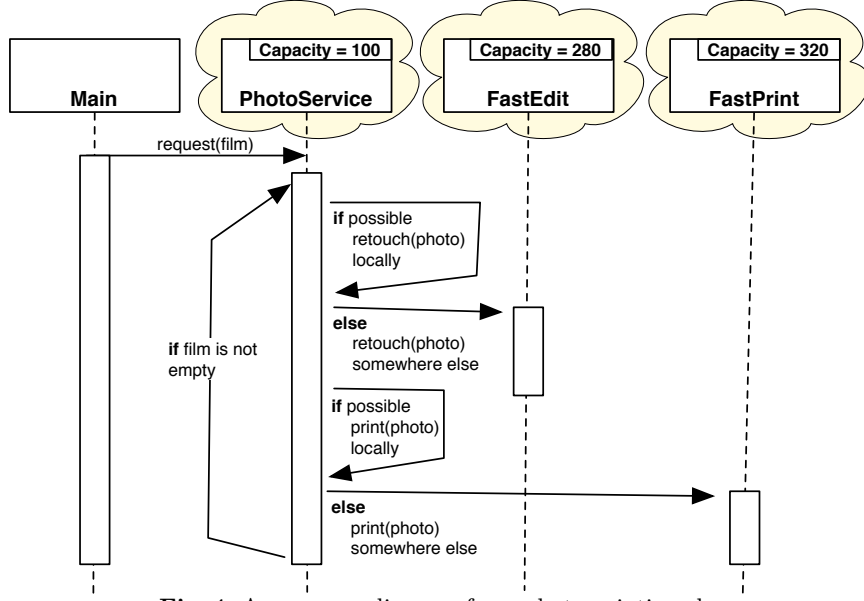 Capacity = 100
Capacity = 280
Capacity = 320
Main
PhotoService
FastEdit
FastPrint
request(film)
if possible
retouch(photo)
locally
else
retouch(photo)
somewhere else
if film is not
empty
if possible
print(photo)
locally
else
print(photo)
somewhere else